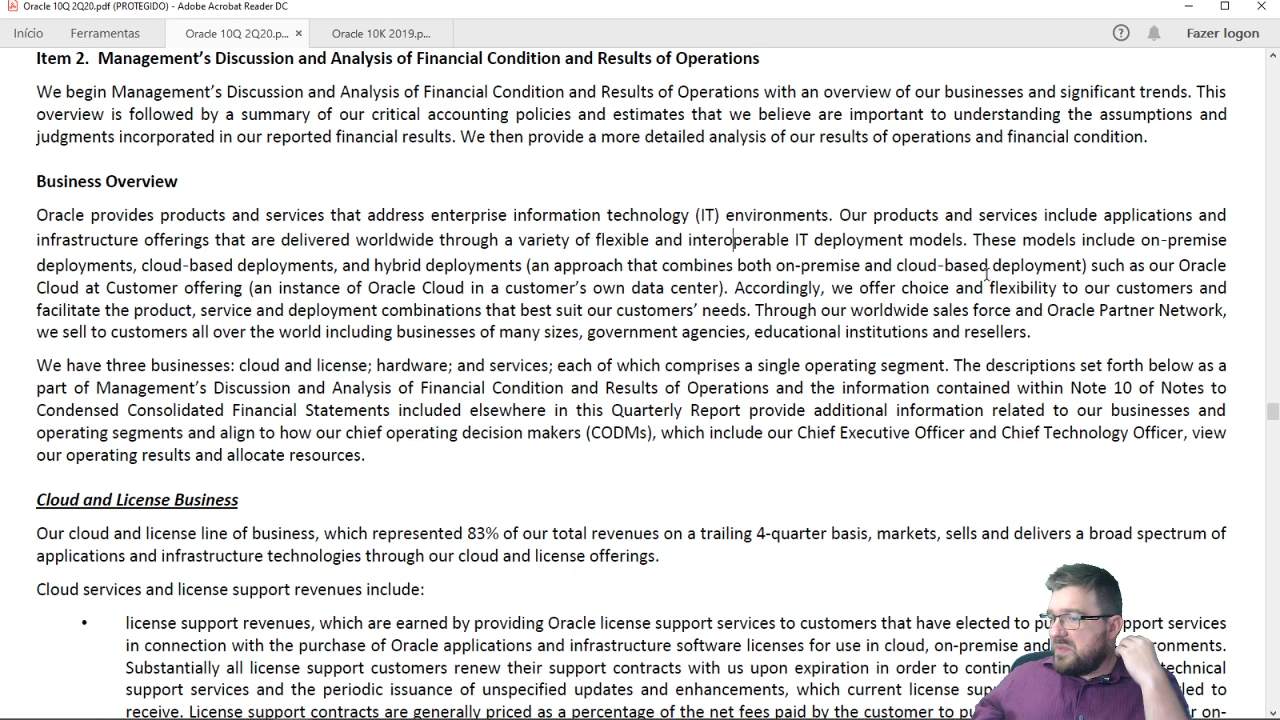 Oracle 10Q 2Q20.pdf (PROTEGIDO) - Adobe Acrobat Reader DC
Início Ferramentas Oracle 10Q 2Q20.p... × Oracle 10K 2019.p... Fazer logon
Item 2. Management's Discussion and Analysis of Financial Condition and Results of Operations
We begin Management's Discussion and Analysis of Financial Condition and Results of Operations with an overview of our businesses and significant trends. This
overview is followed by a summary of our critical accounting policies and estimates that we believe are important to understanding the assumptions and
judgments incorporated in our reported financial results. We then provide a more detailed analysis of our results of operations and financial condition.
Business Overview
Oracle provides products and services that address enterprise information technology (IT) environments. Our products and services include applications and
infrastructure offerings that are delivered worldwide through a variety of flexible and interoperable IT deployment models. These models include on-premise
deployments, cloud-based deployments, and hybrid deployments (an approach that combines both on-premise and cloud-based deployment) such as our Oracle
Cloud at Customer offering (an instance of Oracle Cloud in a customer's own data center). Accordingly, we offer choice and flexibility to our customers and
facilitate the product, service and deployment combinations that best suit our customers' needs. Through our worldwide sales force and Oracle Partner Network,
we sell to customers all over the world including businesses of many sizes, government agencies, educational institutions and resellers.
We have three businesses: cloud and license; hardware; and services; each of which comprises a single operating segment. The descriptions set forth below as a
part of Management's Discussion and Analysis of Financial Condition and Results of Operations and the information contained within Note 10 of Notes to
Condensed Consolidated Financial Statements included elsewhere in this Quarterly Report provide additional information related to our businesses and
operating segments and align to how our chief operating decision makers (CODMs), which include our Chief Executive Officer and Chief Technology Officer, view
our operating results and allocate resources.
Cloud and License Business
Our cloud and license line of business, which represented 83% of our total revenues on a trailing 4-quarter basis, markets, sells and delivers a broad spectrum of
applications and infrastructure technologies through our cloud and license offerings.
Cloud services and license support revenues include:
• license support revenues, which are earned by providing Oracle license support services to customers that have elected to pu pport services
in connection with the purchase of Oracle applications and infrastructure software licenses for use in cloud, on-premise and onments.
Substantially all license support customers renew their support contracts with us upon expiration in order to contin technical
support services and the periodic issuance of unspecified updates and enhancements, which current license sup led to
receive. License support contracts are generally priced as a percentage of the net fees paid by the customer to pu or on-